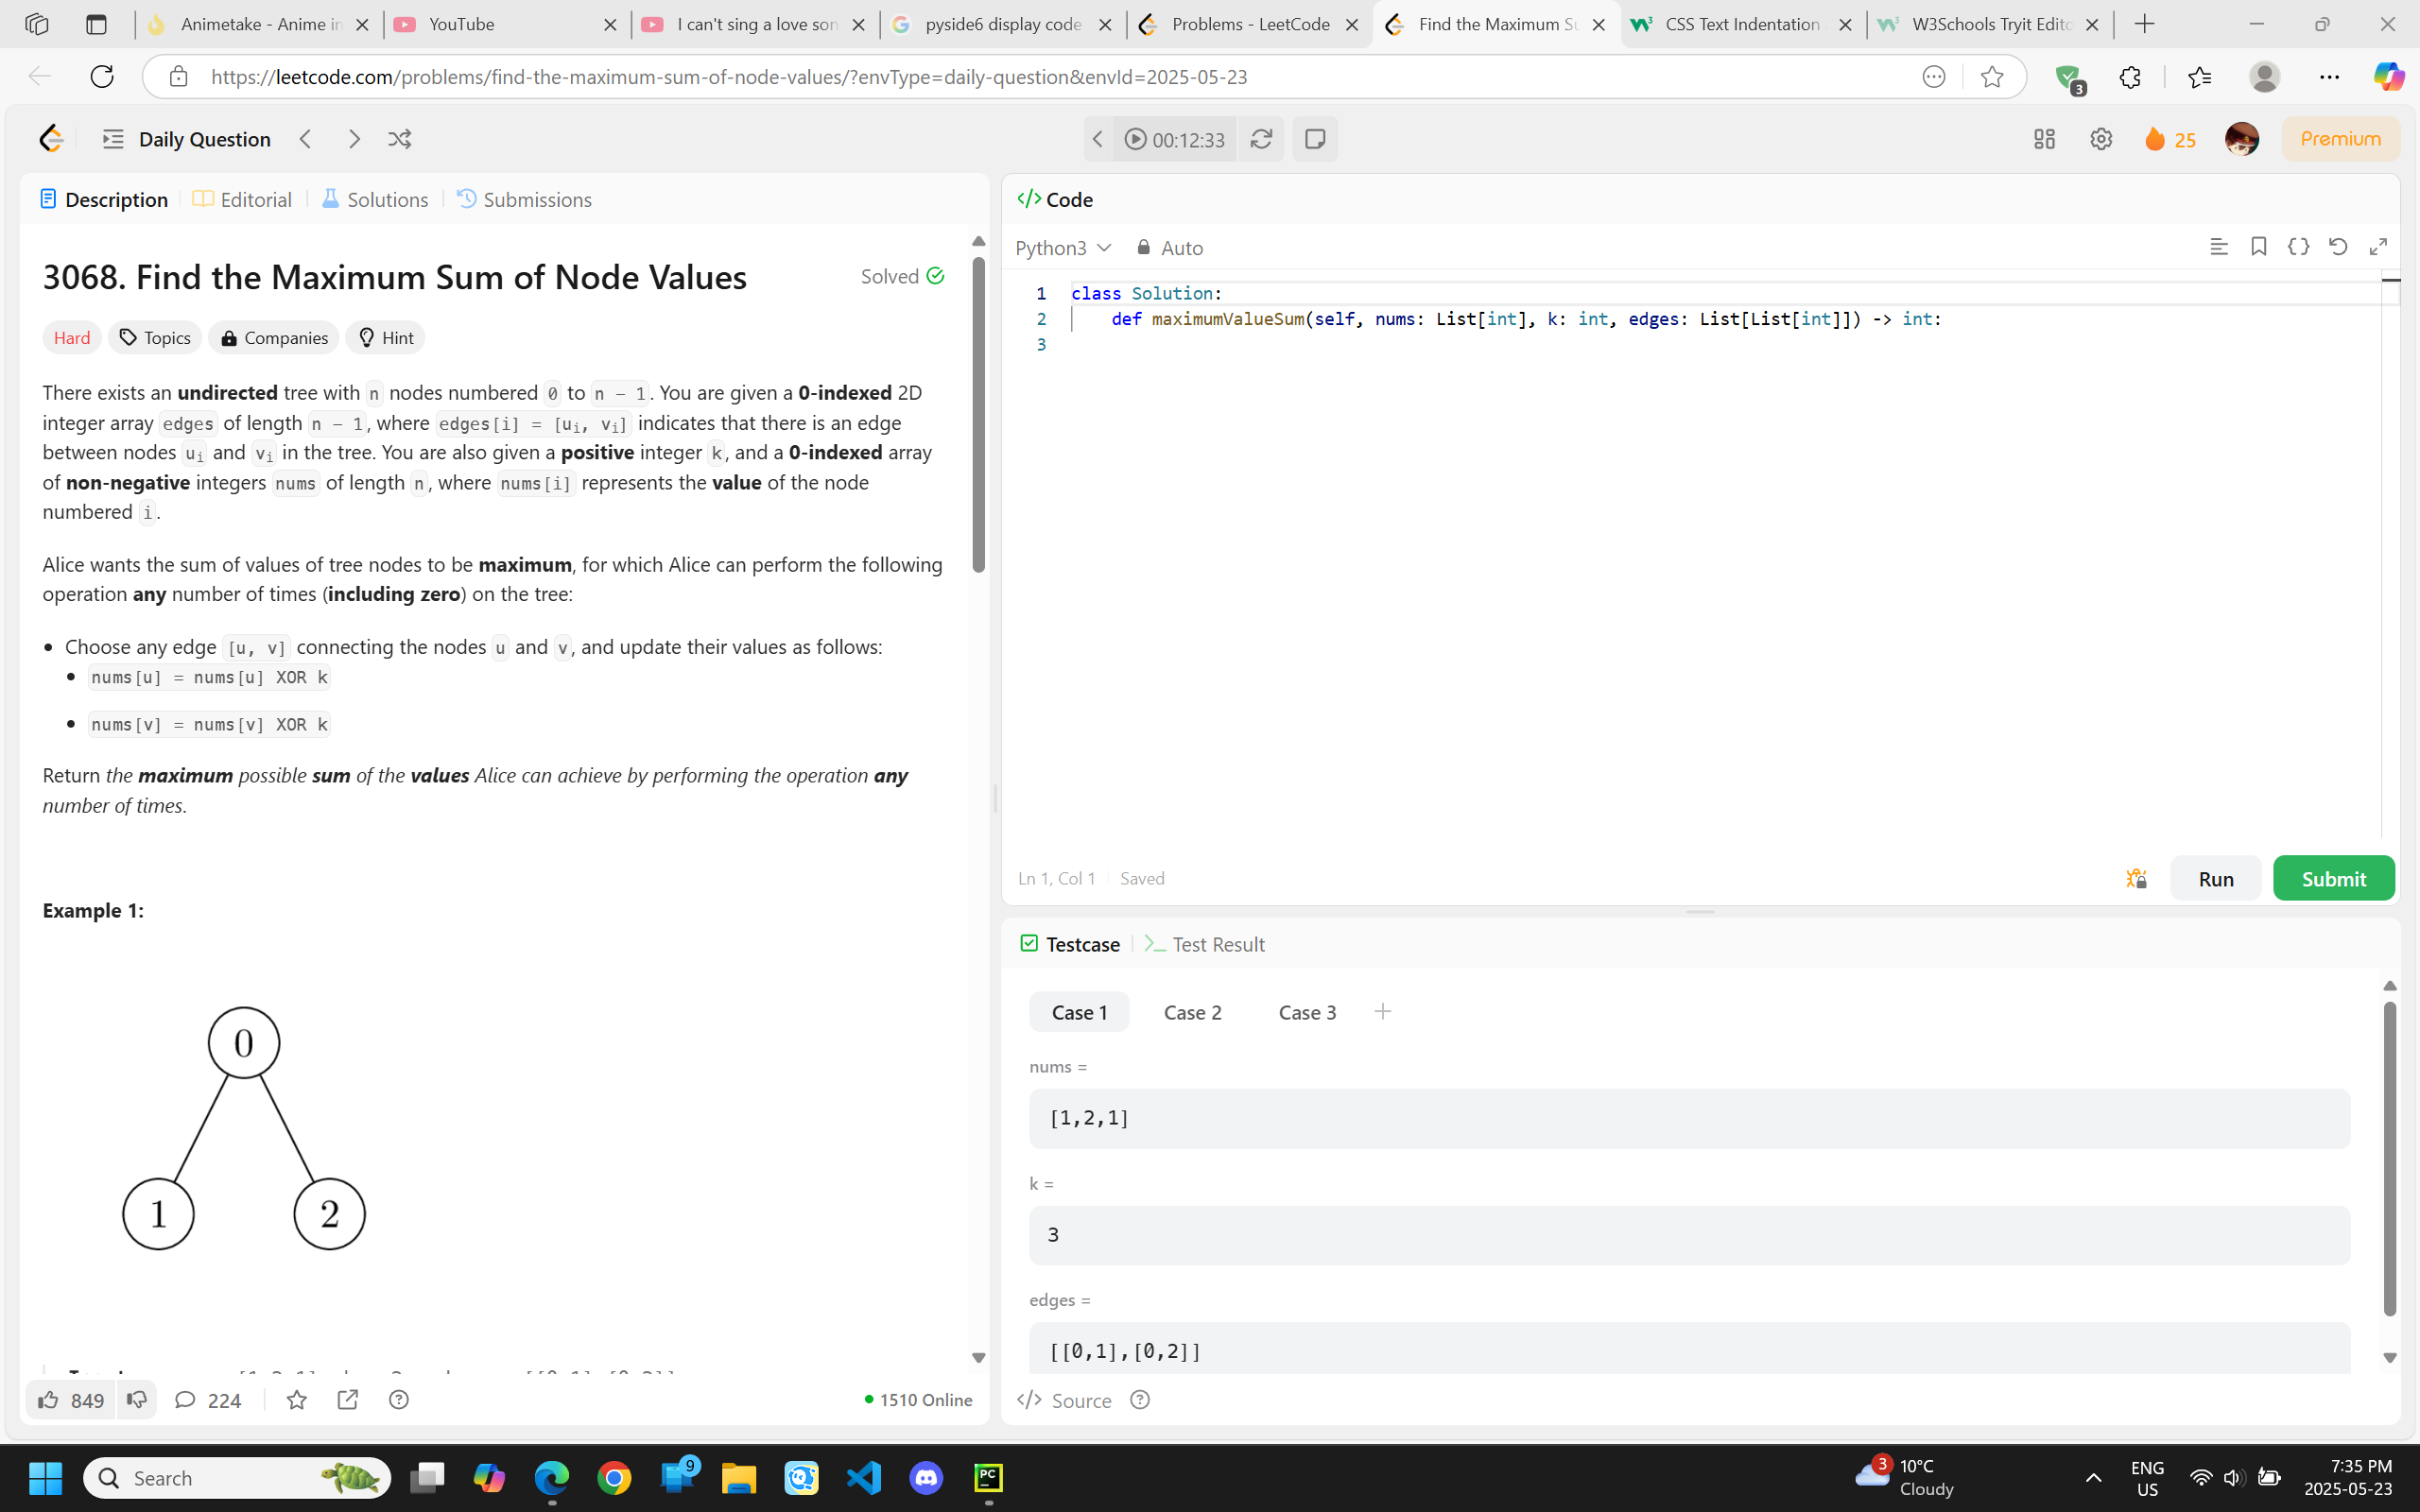 Animetake - Anime in
YouTube
I can't sing a love son
pyside6 display code
Problems - LeetCode
Find the Maximum Su
CSS Text Indentation
W3Schools Tryit Edito
https://leetcode.com/problems/find-the-maximum-sum-of-node-values/?envType=daily-question&envId=2025-05-23
3
Daily Question
00:12:33
25
Premium
Description
Editorial
Solutions
Submissions
3068. Find the Maximum Sum of Node Values
Solved
Hard
Topics
Companies
Hint
There exists an undirected tree with n nodes numbered 0 to n - 1. You are given a 0-indexed 2D
integer array edges of length n - 1, where edges[i] = [ui, vi] indicates that there is an edge
between nodes ui and vi in the tree. You are also given a positive integer k, and a 0-indexed array
of non-negative integers nums of length n, where nums[i] represents the value of the node
numbered i.
Alice wants the sum of values of tree nodes to be maximum, for which Alice can perform the following
operation any number of times (including zero) on the tree:
• Choose any edge [u, v] connecting the nodes u and v, and update their values as follows:
• nums[u] = nums[u] XOR k
• nums[v] = nums[v] XOR k
Return the maximum possible sum of the values Alice can achieve by performing the operation any
number of times.
Example 1:
0
1
2
849
224
1510 Online
</> Code
Python3
Auto
1 class Solution:
2 def maximumValueSum(self, nums: List[int], k: int, edges: List[List[int]]) -> int:
3
Ln 1, Col 1
Saved
Run
Submit
Testcase
Test Result
Case 1
Case 2
Case 3
nums =
[1,2,1]
k =
3
edges =
[[0,1],[0,2]]
</> Source
Search
9
PC
3
10°C
Cloudy
ENG
US
7:35 PM
2025-05-23